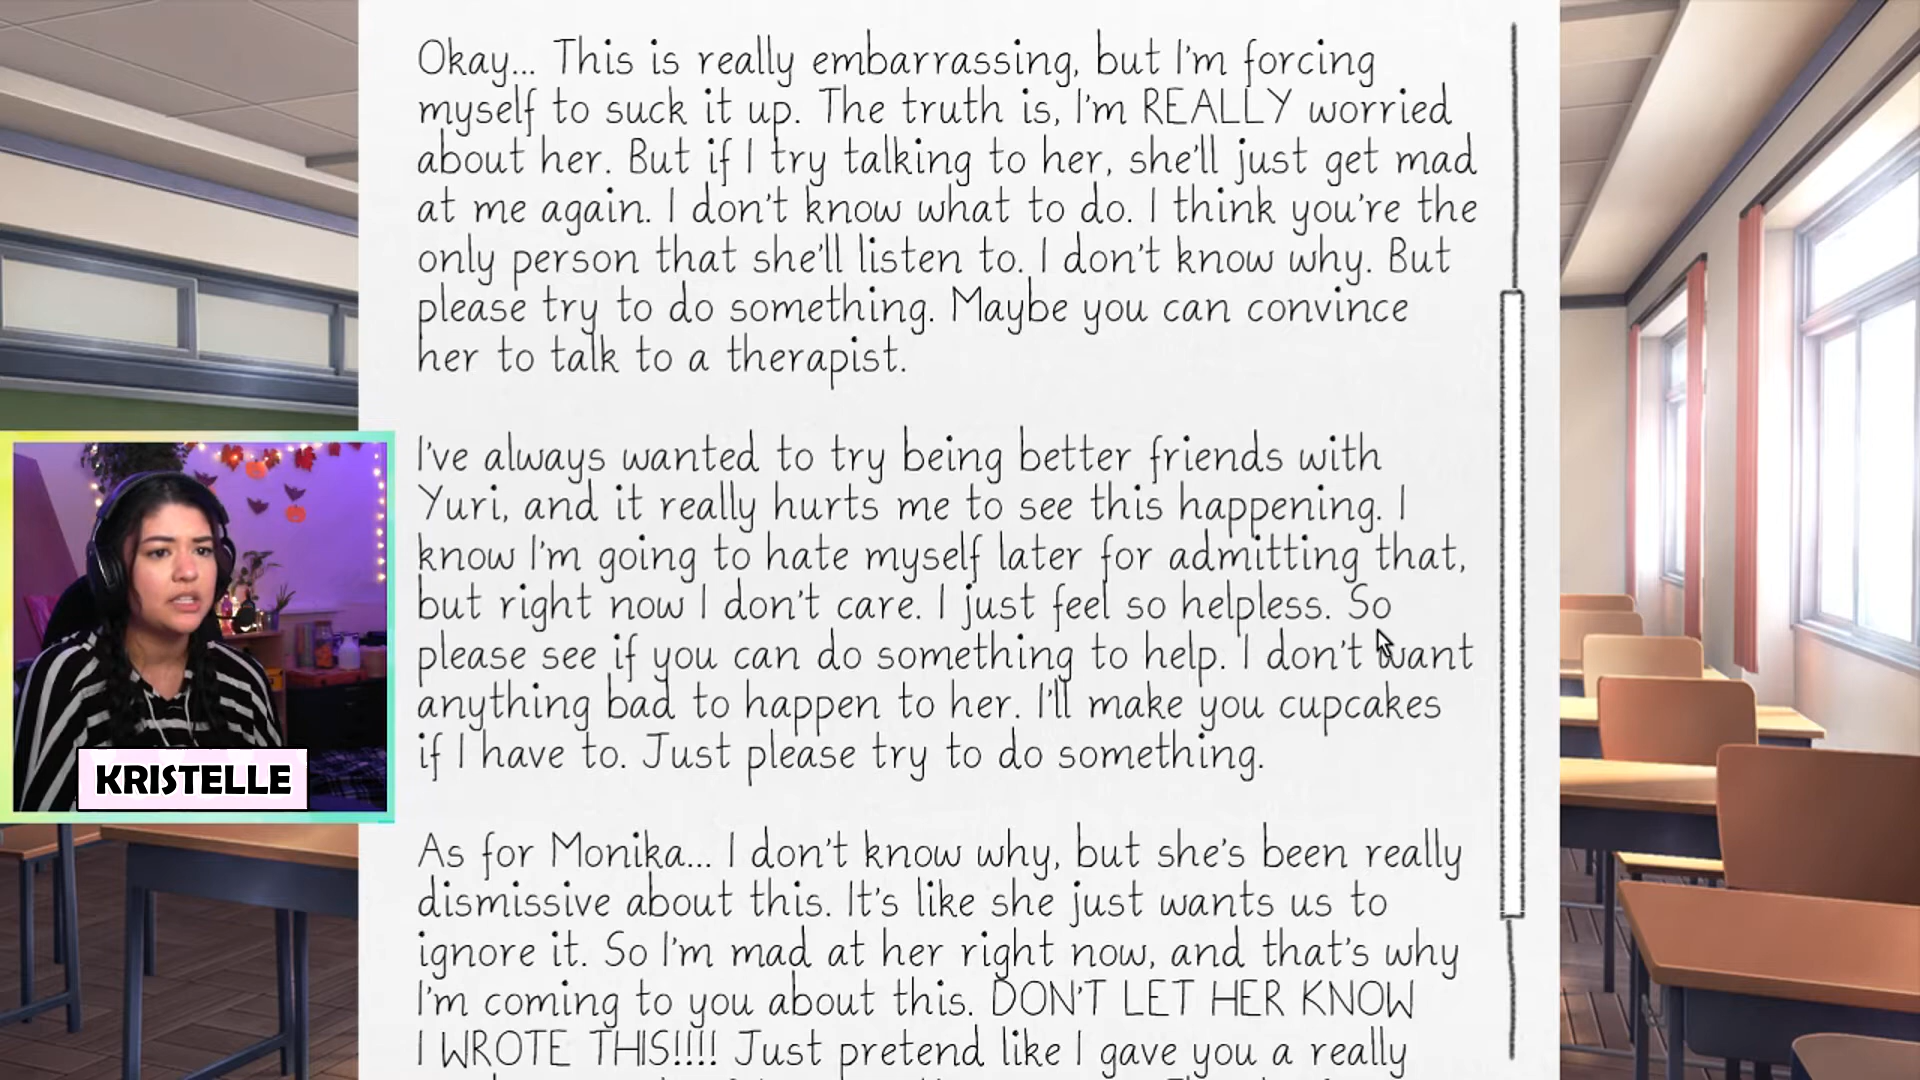 Okay... This is really embarrassing, but I'm forcing
myself to suck it up. The truth is, I'm REALLY worried
about her. But if I try talking to her, she'll just get mad
at me again. I don't know what to do. I think you're the
only person that she'll listen to. I don't know why. But
please try to do something. Maybe you can convince
her to talk to a therapist.
I've always wanted to try being better friends with
Yuri, and it really hurts me to see this happening. I
know I'm going to hate myself later for admitting that,
but right now I don't care. I just feel so helpless. So
please see if you can do something to help. I don't want
anything bad to happen to her. I'll make you cupcakes
if I have to. Just please try to do something.
As for Monika... I don't know why, but she's been really
dismissive about this. It's like she just wants us to
ignore it. So I'm mad at her right now, and that's why
I'm coming to you about this. DON'T LET HER KNOW
I WROTE THIS!!!! Just pretend like I gave you a really
KRISTELLE